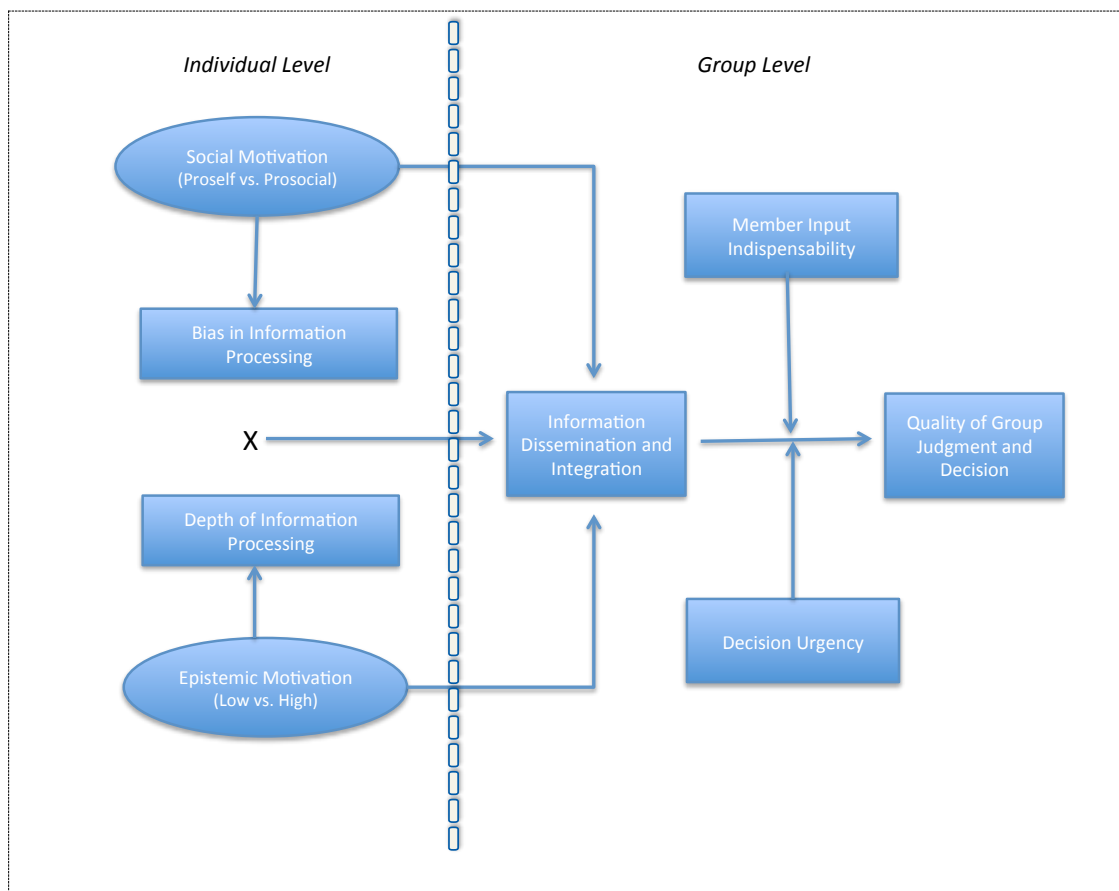 Individual Level
Group Level
Social Motivation
(Proself vs. Prosocial)
Member Input
Indispensability
Bias in Information
Processing
X
Information
Dissemination and
Integration
Quality of Group
Judgment and
Decision
Depth of Information
Processing
Decision Urgency
Epistemic Motivation
(Low vs. High)